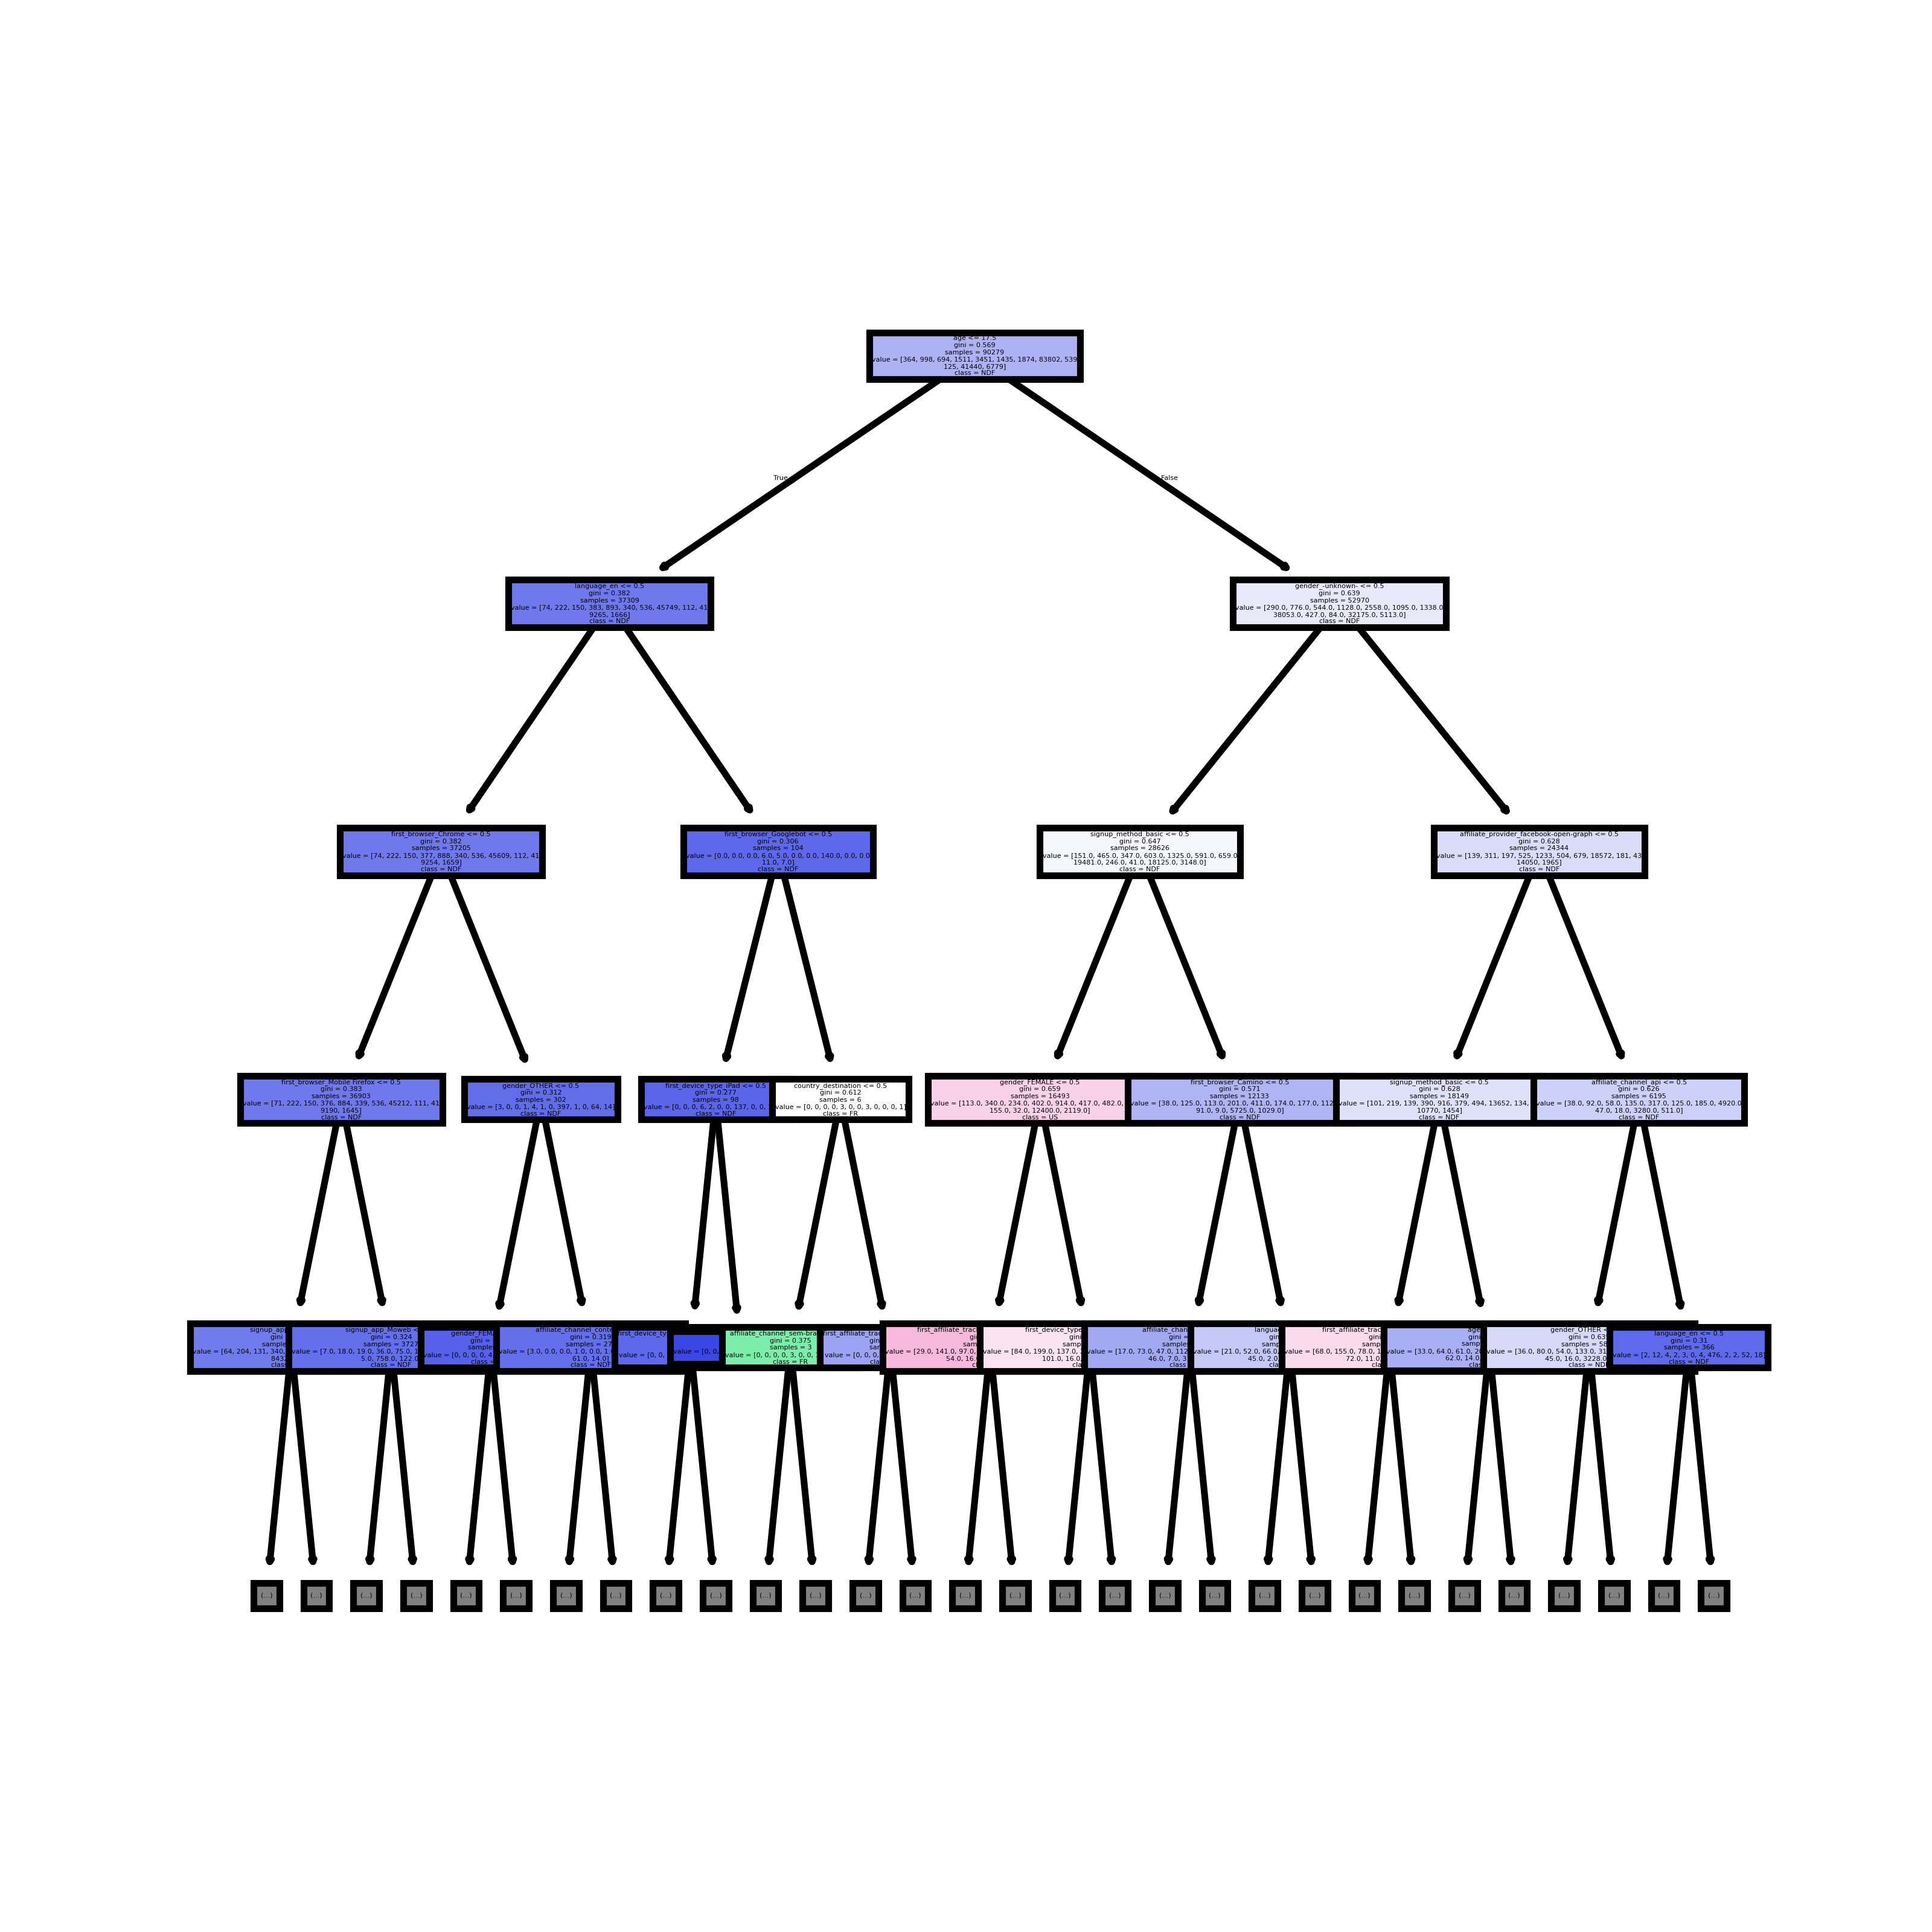 age <= 17.5
gini = 0.569
samples = 90279
value = [364, 998, 694, 1511, 3451, 1435, 1874, 83802, 539
125, 41440, 6779]
class = NDF
True
False
language_en <= 0.5
gini = 0.382
samples = 37309
value = [74, 222, 150, 383, 893, 340, 536, 45749, 112, 41
9265, 1666]
class = NDF
gender_-unknown- <= 0.5
gini = 0.639
samples = 52970
value = [290.0, 776.0, 544.0, 1128.0, 2558.0, 1095.0, 1338.0
38053.0, 427.0, 84.0, 32175.0, 5113.0]
class = NDF
first_browser_Chrome <= 0.5
gini = 0.382
samples = 37205
value = [74, 222, 150, 377, 888, 340, 536, 45609, 112, 41
9254, 1659]
class = NDF
first_browser_Googlebot <= 0.5
gini = 0.306
samples = 104
value = [0.0, 0.0, 0.0, 6.0, 5.0, 0.0, 0.0, 140.0, 0.0, 0.0
11.0, 7.0]
class = NDF
signup_method_basic <= 0.5
gini = 0.647
samples = 28626
value = [151.0, 465.0, 347.0, 603.0, 1325.0, 591.0, 659.0
19481.0, 246.0, 41.0, 18125.0, 3148.0]
class = NDF
affiliate_provider_facebook-open-graph <= 0.5
gini = 0.628
samples = 24344
value = [139, 311, 197, 525, 1233, 504, 679, 18572, 181, 43
14050, 1965]
class = NDF
first_browser_Mobile Firefox <= 0.5
gini = 0.383
samples = 36903
value = [71, 222, 150, 376, 884, 339, 536, 45212, 111, 41
9190, 1645]
class = NDF
gender_OTHER <= 0.5
gini = 0.312
samples = 302
value = [3, 0, 0, 1, 4, 1, 0, 397, 1, 0, 64, 14]
class = NDF
first_device_type_iPad <= 0.5
gini = 0.277
samples = 98
value = [0, 0, 0, 6, 2, 0, 0, 137, 0, 0,
class = NDF
country_destination <= 0.5
gini = 0.612
samples = 6
value = [0, 0, 0, 0, 3, 0, 0, 3, 0, 0, 0, 1]
class = FR
gender_FEMALE <= 0.5
gini = 0.659
samples = 16493
value = [113.0, 340.0, 234.0, 402.0, 914.0, 417.0, 482.0,
155.0, 32.0, 12400.0, 2119.0]
class = US
first_browser_Camino <= 0.5
gini = 0.571
samples = 12133
value = [38.0, 125.0, 113.0, 201.0, 411.0, 174.0, 177.0, 112
91.0, 9.0, 5725.0, 1029.0]
class = NDF
signup_method_basic <= 0.5
gini = 0.628
samples = 18149
value = [101, 219, 139, 390, 916, 379, 494, 13652, 134,
10770, 1454]
class = NDF
affiliate_channel_api <= 0.5
gini = 0.626
samples = 6195
value = [38.0, 92.0, 58.0, 135.0, 317.0, 125.0, 185.0, 4920.0
47.0, 18.0, 3280.0, 511.0]
class = NDF
signup_app
gini
sample
value = [64, 204, 131, 340,
8432
class
signup_app_Moweb <
gini = 0.324
samples = 3727
value = [7.0, 18.0, 19.0, 36.0, 75.0, 1
5.0, 758.0, 122.0
class = NDF
gender_FEM
gini =
samples
value = [0, 0, 0, 0, 4,
class =
affiliate_channel_conte
gini = 0.319
samples = 27
value = [3.0, 0.0, 0.0, 1.0, 0.0, 1.
61.0, 14.0]
class = NDF
first_device_ty
value = [0, 0,
value = [0, 0,
affiliate_channel_sem-bra
gini = 0.375
samples = 3
value = [0, 0, 0, 0, 3, 0, 0,
class = FR
first_affiliate_trac
gin
sam
value = [0, 0, 0,
clas
first_affiliate_trac
gi
sam
value = [29.0, 141.0, 97.0,
54.0, 16.
cl
first_device_type
gini
samp
value = [84.0, 199.0, 137.0,
101.0, 16.
clas
affiliate_chan
gini =
samples
value = [17.0, 73.0, 47.0, 112
46.0, 7.0, 3
class
languag
gini
samp
value = [21.0, 52.0, 66.0,
45.0, 2.0,
clas
first_affiliate_trac
gini
samp
value = [68.0, 155.0, 78.0, 1
72.0, 11.0
clas
age
gini
samp
value = [33.0, 64.0, 61.0, 2
62.0, 14.0
clas
gender_OTHER <
gini = 0.63
samples = 58
value = [36.0, 80.0, 54.0, 133.0, 31
45.0, 16.0, 3228.0
class = NDF
language_en <= 0.5
gini = 0.31
samples = 366
value = [2, 12, 4, 2, 3, 0, 4, 476, 2, 2, 52, 18]
class = NDF
(...) (...) (...) (...) (...) (...) (...) (...) (...) (...) (...) (...) (...) (...) (...) (...) (...) (...) (...) (...) (...) (...) (...) (...) (...) (...) (...) (...) (...) (...)